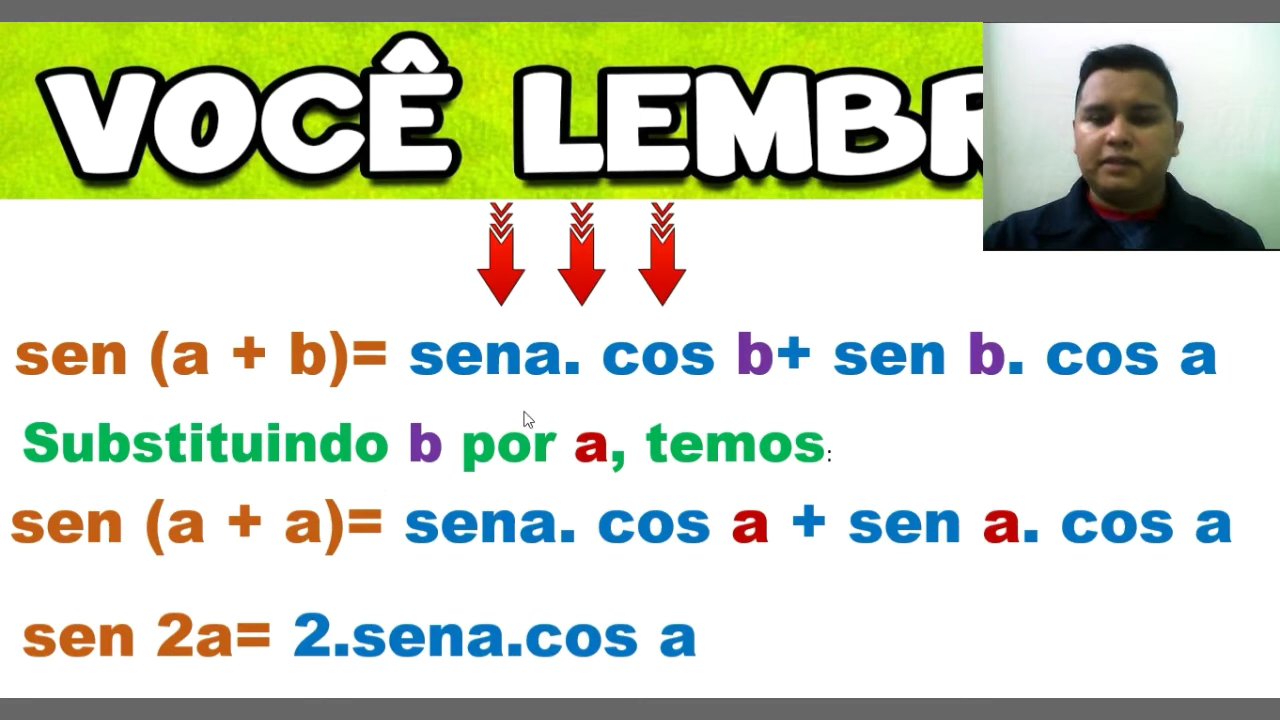 VOCÊ LEMBR
sen (a + b)= sena. cos b+ sen b. cos a
Substituindo b por a, temos:
sen (a + a)= sena. cos a + sen a. cos a
sen 2a= 2.sena.cos a